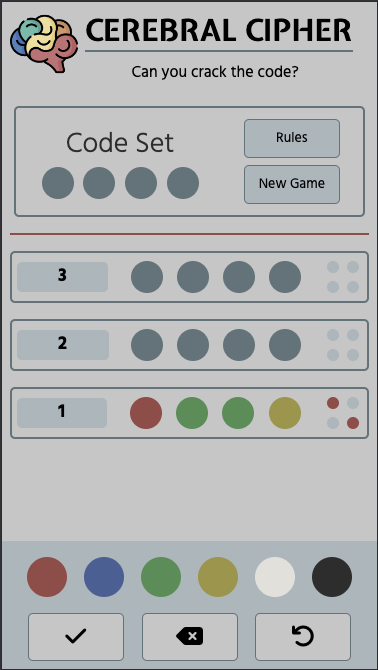 CEREBRAL CIPHER
Can you crack the code?
Code Set
Rules
New Game
3
2
1